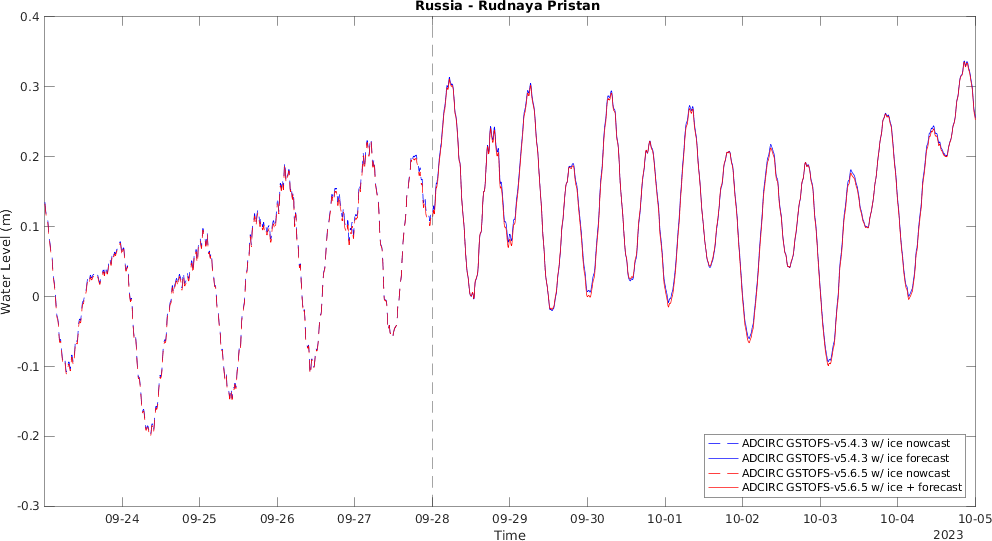 Russia - Rudnaya Pristan
0.4
0.3
0.2
0.1
0
-0.1
-0.2
-0.3
Water Level (m)
ADCIRC GSTOFS-v5.4.3 w/ ice nowcast
ADCIRC GSTOFS-v5.4.3 w/ ice forecast
ADCIRC GSTOFS-v5.6.5 w/ ice nowcast
ADCIRC GSTOFS-v5.6.5 w/ ice + forecast
09-24 09-25 09-26 09-27 09-28 09-29 09-30 10-01 10-02 10-03 10-04 10-05
Time
2023